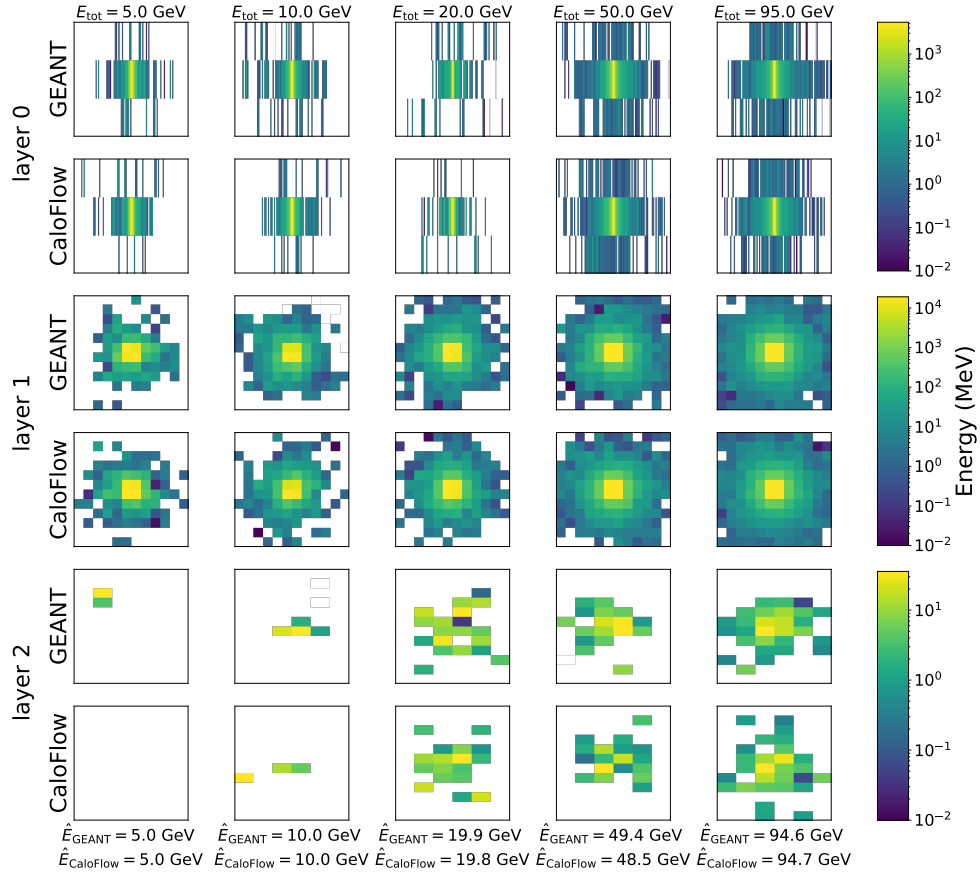 E_tot = 5.0 GeV E_tot = 10.0 GeV E_tot = 20.0 GeV E_tot = 50.0 GeV E_tot = 95.0 GeV
layer 0
GEANT
CaloFlow
10^3
10^2
10^1
10^0
10^−1
10^−2
layer 1
GEANT
CaloFlow
10^4
10^3
10^2
10^1
10^0
10^−1
10^−2
Energy (MeV)
layer 2
GEANT
CaloFlow
10^1
10^0
10^−1
10^−2
Ê_GEANT = 5.0 GeV Ê_GEANT = 10.0 GeV Ê_GEANT = 19.9 GeV Ê_GEANT = 49.4 GeV Ê_GEANT = 94.6 GeV
Ê_CaloFlow = 5.0 GeV Ê_CaloFlow = 10.0 GeV Ê_CaloFlow = 19.8 GeV Ê_CaloFlow = 48.5 GeV Ê_CaloFlow = 94.7 GeV